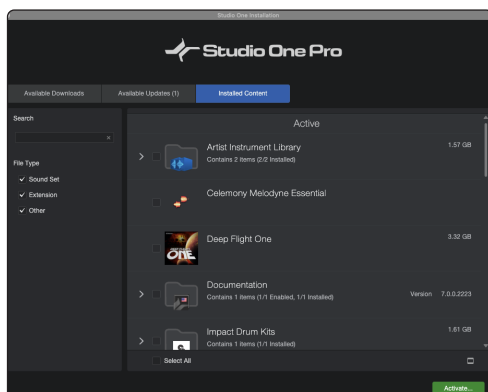 Studio One Installation
Studio One Pro
Available Downloads
Available Updates (1)
Installed Content
Search
File Type
Sound Set
Extension
Other
Active
Artist Instrument Library
1.57 GB
Contains 2 items (2/2 Installed)
Celemony Melodyne Essential
Deep Flight One
3.32 GB
ONE
Documentation
Contains 1 items (1/1 Enabled, 1/1 Installed)
Version 7.0.0.2223
Impact Drum Kits
1.61 GB
Contains 1 items (1/1 Installed)
Select All
Activate...